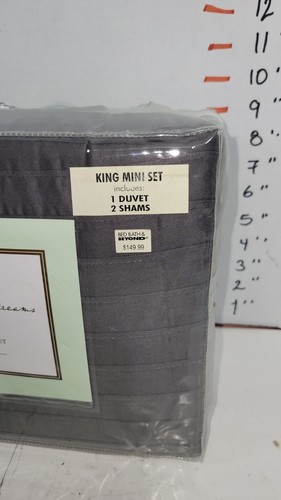 12
11
10"
9"
8"
7"
6"
5"
4"
3"
2"
1"
KING MINI SET
includes:
1 DUVET
2 SHAMS
BED BATH &
BEYOND
$149.99